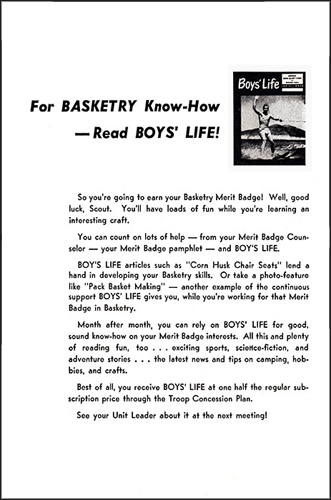 Boys' Life
For BASKETRY Know-How
—Read BOYS' LIFE!
So you're going to earn your Basketry Merit Badge! Well, good
luck, Scout. You'll have loads of fun while you're learning an
interesting craft.
You can count on lots of help — from your Merit Badge Coun-
selor — your Merit Badge pamphlet — and BOY'S LIFE.
BOY'S LIFE articles such as "Corn Husk Chair Seats" lend a
hand in developing your Basketry skills. Or take a photo-feature
like "Pack Basket Making" — another example of the continuous
support BOYS' LIFE gives you, while you're working for that Merit
Badge in Basketry.
Month after month, you can rely on BOYS' LIFE for good,
sound know-how on your Merit Badge interests. All this and plenty
of reading fun, too . . . exciting sports, science-fiction, and
adventure stories . . . the latest news and tips on camping, hob-
bies, and crafts.
Best of all, you receive BOYS' LIFE at one half the regular sub-
scription price through the Troop Concession Plan.
See your Unit Leader about it at the next meeting!